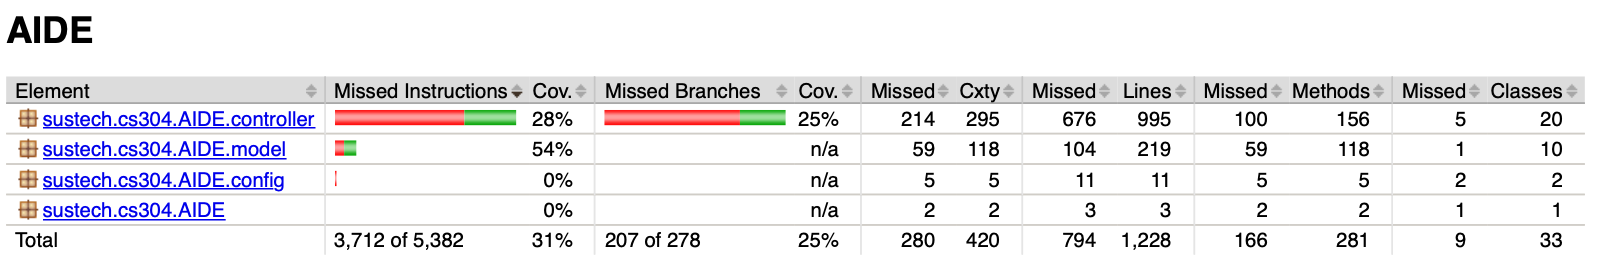 AIDE
Element Missed Instructions Cov. Missed Branches Cov. Missed Cxty Missed Lines Missed Methods Missed Classes
sustech.cs304.AIDE.controller 28% 25% 214 295 676 995 100 156 5 20
sustech.cs304.AIDE.model 54% n/a 59 118 104 219 59 118 1 10
sustech.cs304.AIDE.config 0% n/a 5 5 11 11 5 5 2 2
sustech.cs304.AIDE 0% n/a 2 2 3 3 2 2 1 1
Total 3,712 of 5,382 31% 207 of 278 25% 280 420 794 1,228 166 281 9 33